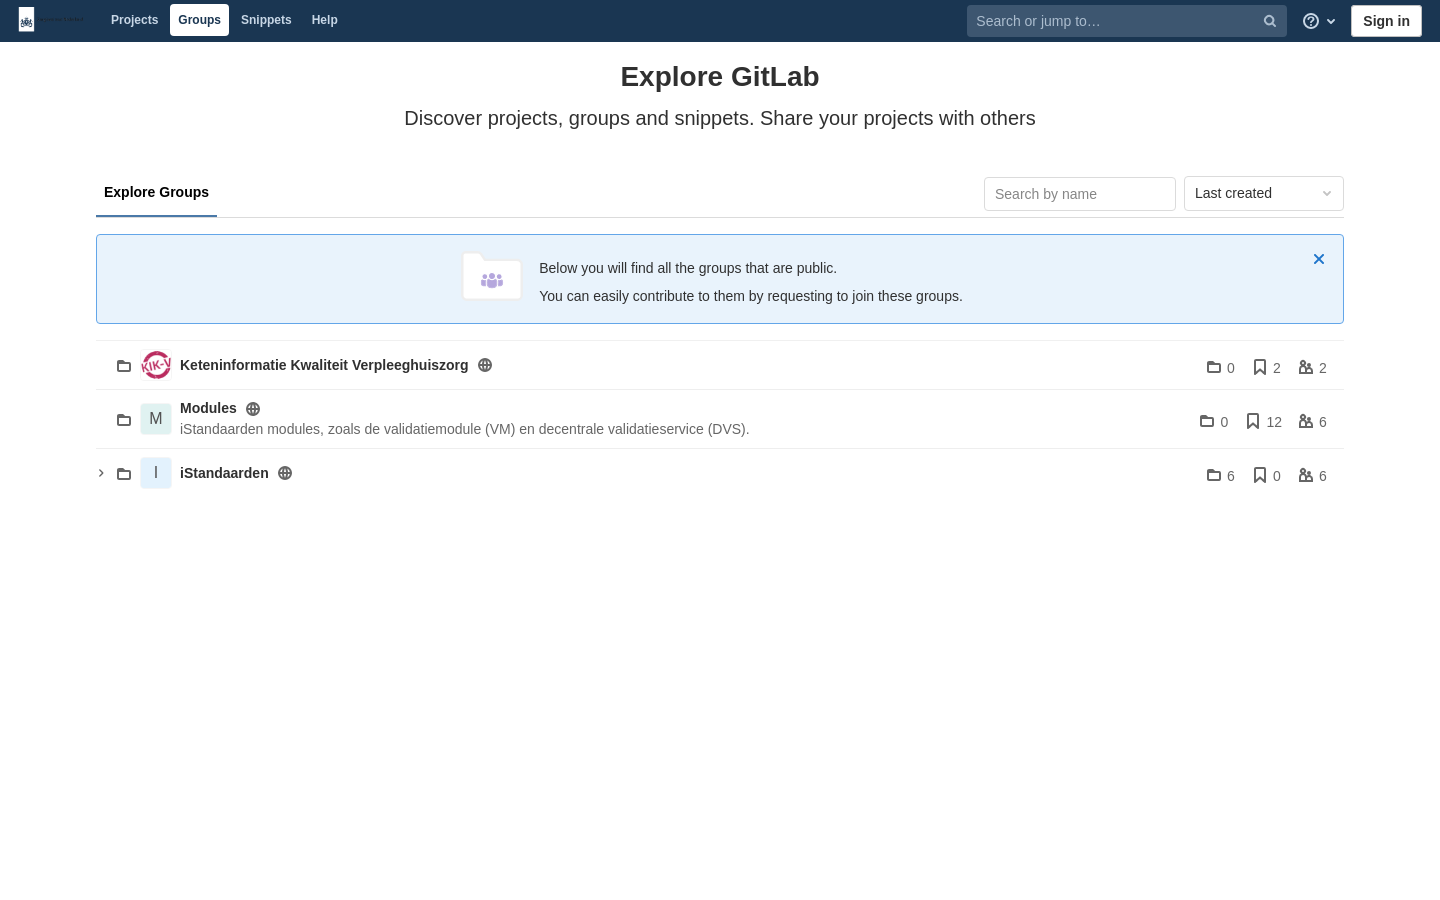 Projects
Groups
Snippets
Help
Search or jump to…
Sign in
Explore GitLab
Discover projects, groups and snippets. Share your projects with others
Explore Groups
Search by name
Last created
Below you will find all the groups that are public.
You can easily contribute to them by requesting to join these groups.
KIK-V
Keteninformatie Kwaliteit Verpleeghuiszorg
0
2
2
M
Modules
iStandaarden modules, zoals de validatiemodule (VM) en decentrale validatieservice (DVS).
0
12
6
I
iStandaarden
6
0
6